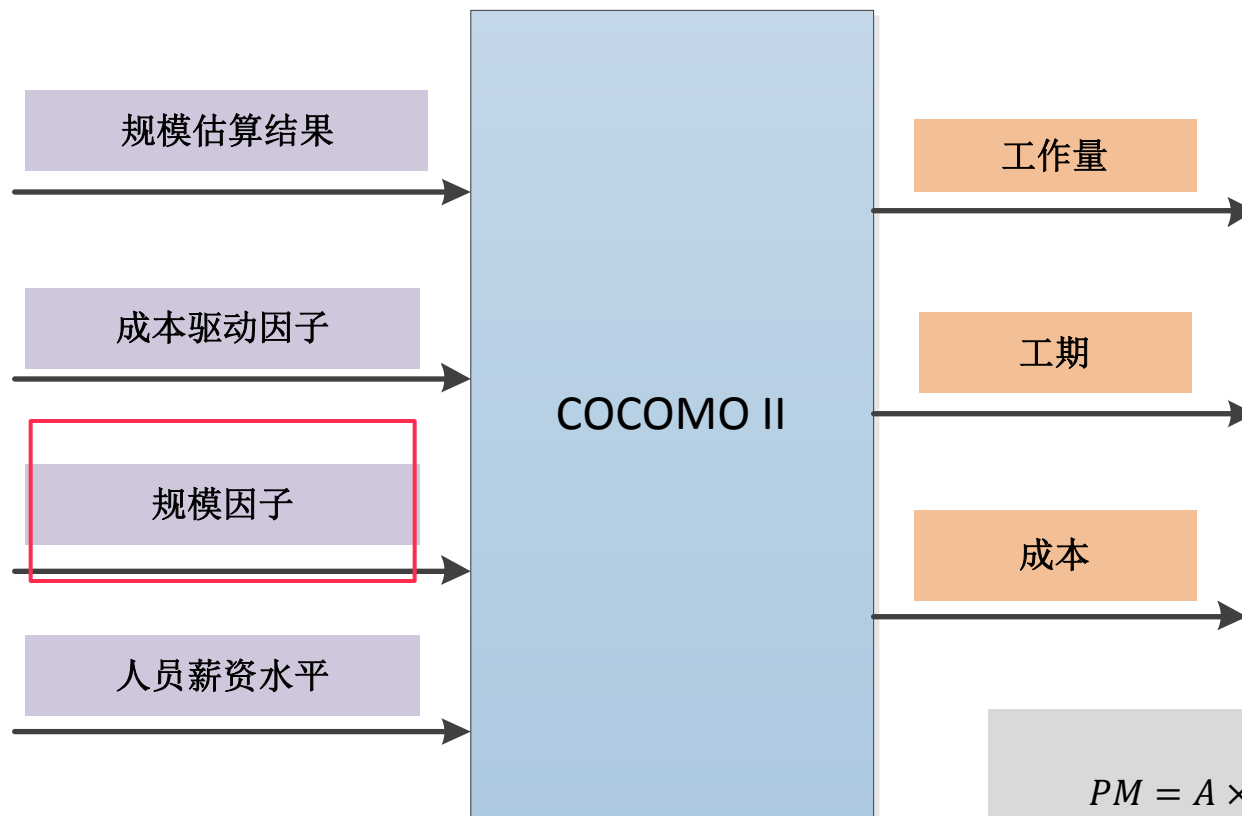 规模估算结果
成本驱动因子
规模因子
人员薪资水平
COCOMO II
工作量
工期
成本
PM = A ×